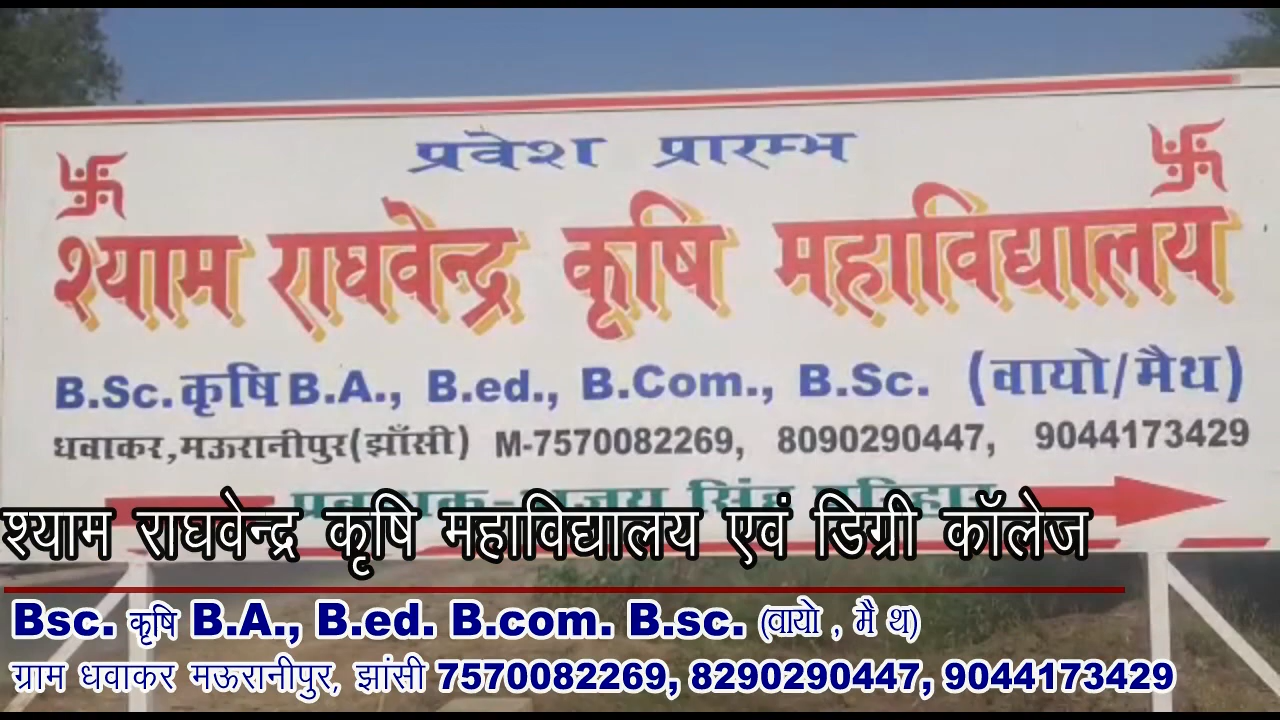 प्रवेश प्रारम्भ
श्याम राघवेन्द्र कृषि महाविद्यालय
B.Sc. कृषि B.A., B.ed., B.Com., B.Sc. (वायो/मैथ)
धवाकर,मऊरानीपुर(झाँसी) M-7570082269, 8090290447, 9044173429
सिंह परिहार
श्याम राघवेन्द्र कृषि महाविद्यालय एवं डिग्री कॉलेज
Bsc. कृषि B.A., B.ed. B.com. B.sc. (वायो , मै थ)
ग्राम धवाकर मऊरानीपुर, झांसी 7570082269, 8290290447, 9044173429